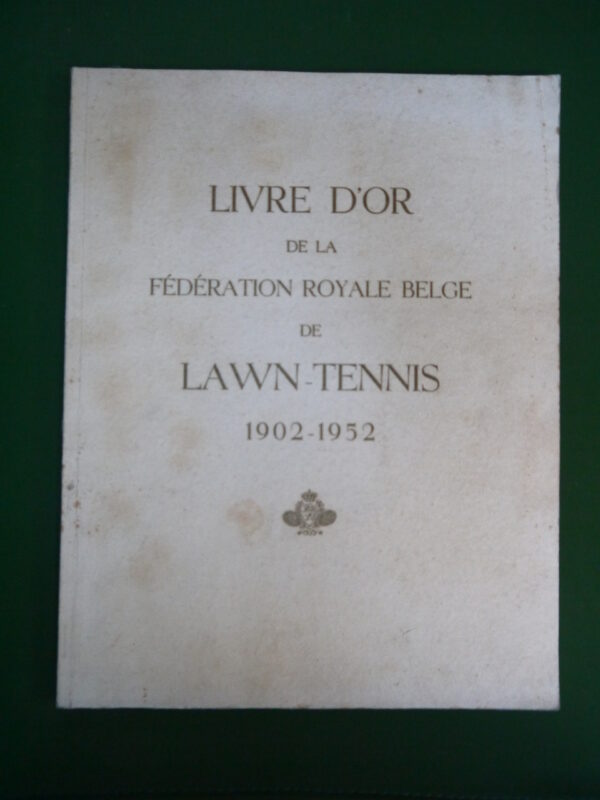 LIVRE D'OR
DE LA
FÉDÉRATION ROYALE BELGE
DE
LAWN-TENNIS
1902-1952